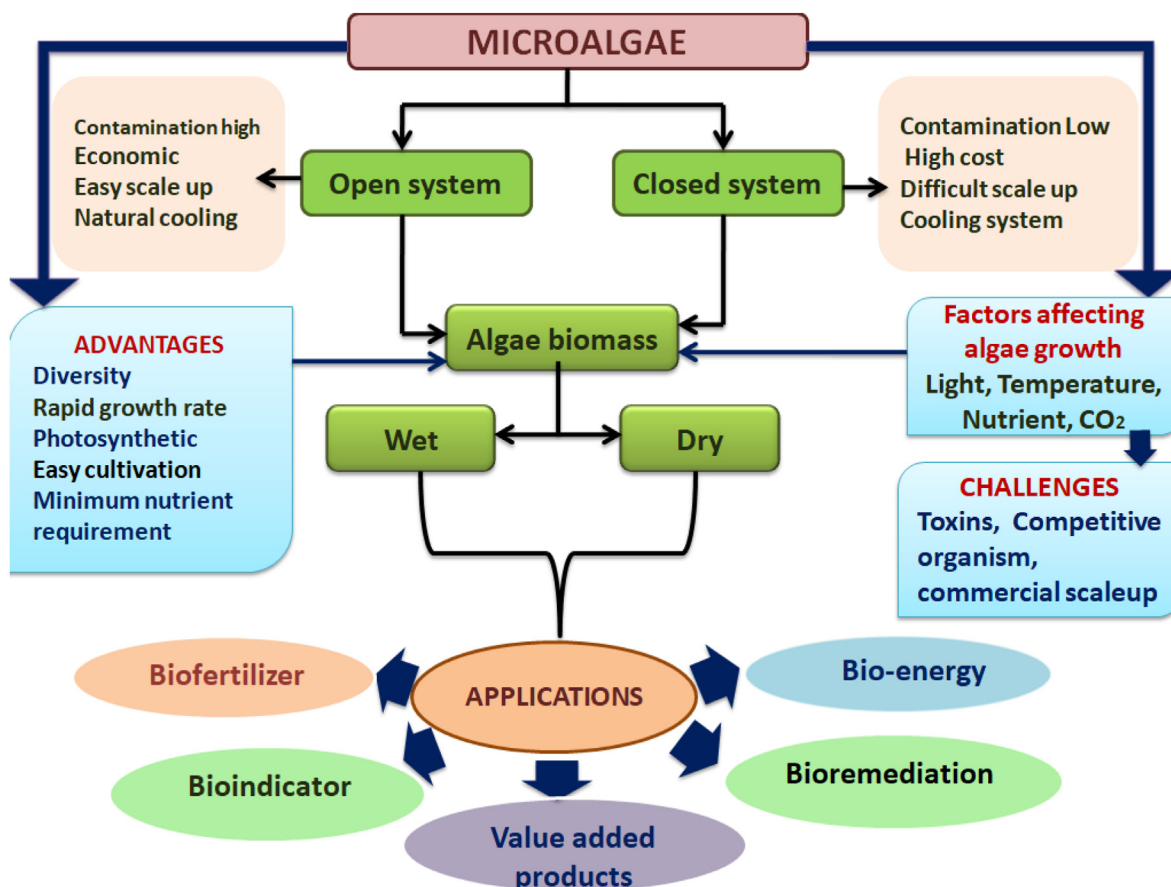 MICROALGAE
Contamination high
Economic
Easy scale up
Natural cooling
Open system
Closed system
Contamination Low
High cost
Difficult scale up
Cooling system
ADVANTAGES
Diversity
Rapid growth rate
Photosynthetic
Easy cultivation
Minimum nutrient
requirement
Algae biomass
Factors affecting
algae growth
Light, Temperature,
Nutrient, CO₂
Wet
Dry
CHALLENGES
Toxins, Competitive
organism,
commercial scaleup
APPLICATIONS
Biofertilizer
Bio-energy
Bioindicator
Bioremediation
Value added
products